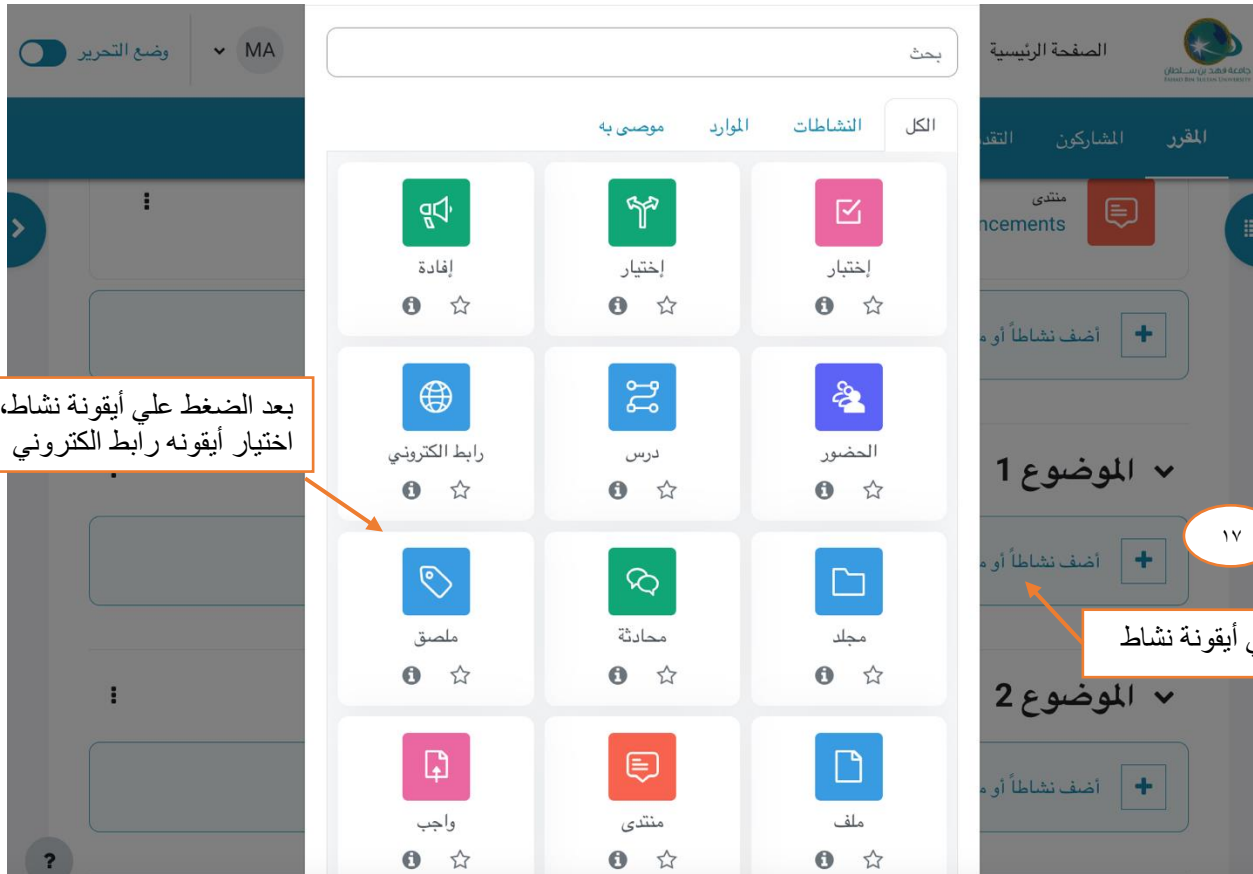 الصفحة الرئيسية
MA
وضع التحرير
بحث
المقرر
المشاركون
الكل
النشاطات
الموارد
موصى به
منتدى
ncements
إختبار
إختيار
إفادة
أضف نشاطاً أو م
الحضور
درس
رابط الكتروني
بعد الضغط علي أيقونة نشاط،
اختيار أيقونه رابط الكتروني
الموضوع 1
أضف نشاطاً أو م
١٧
مجلد
محادثة
ملصق
ي أيقونة نشاط
الموضوع 2
أضف نشاطاً أو م
ملف
منتدى
واجب
?